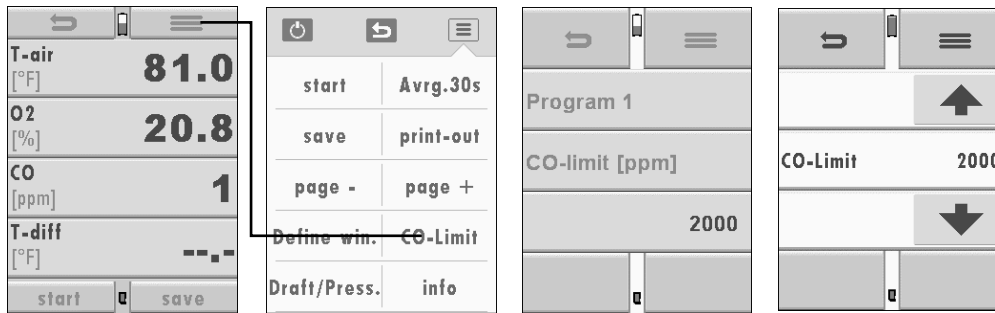 T-air
[°F]
81.0
O2
[%]
20.8
CO
[ppm]
1
T-diff
[°F]
--.-
start save
start Avrg.30s
save print-out
page - page +
Define win. CO-Limit
Draft/Press. info
Program 1
CO-limit [ppm]
2000
CO-Limit 2000